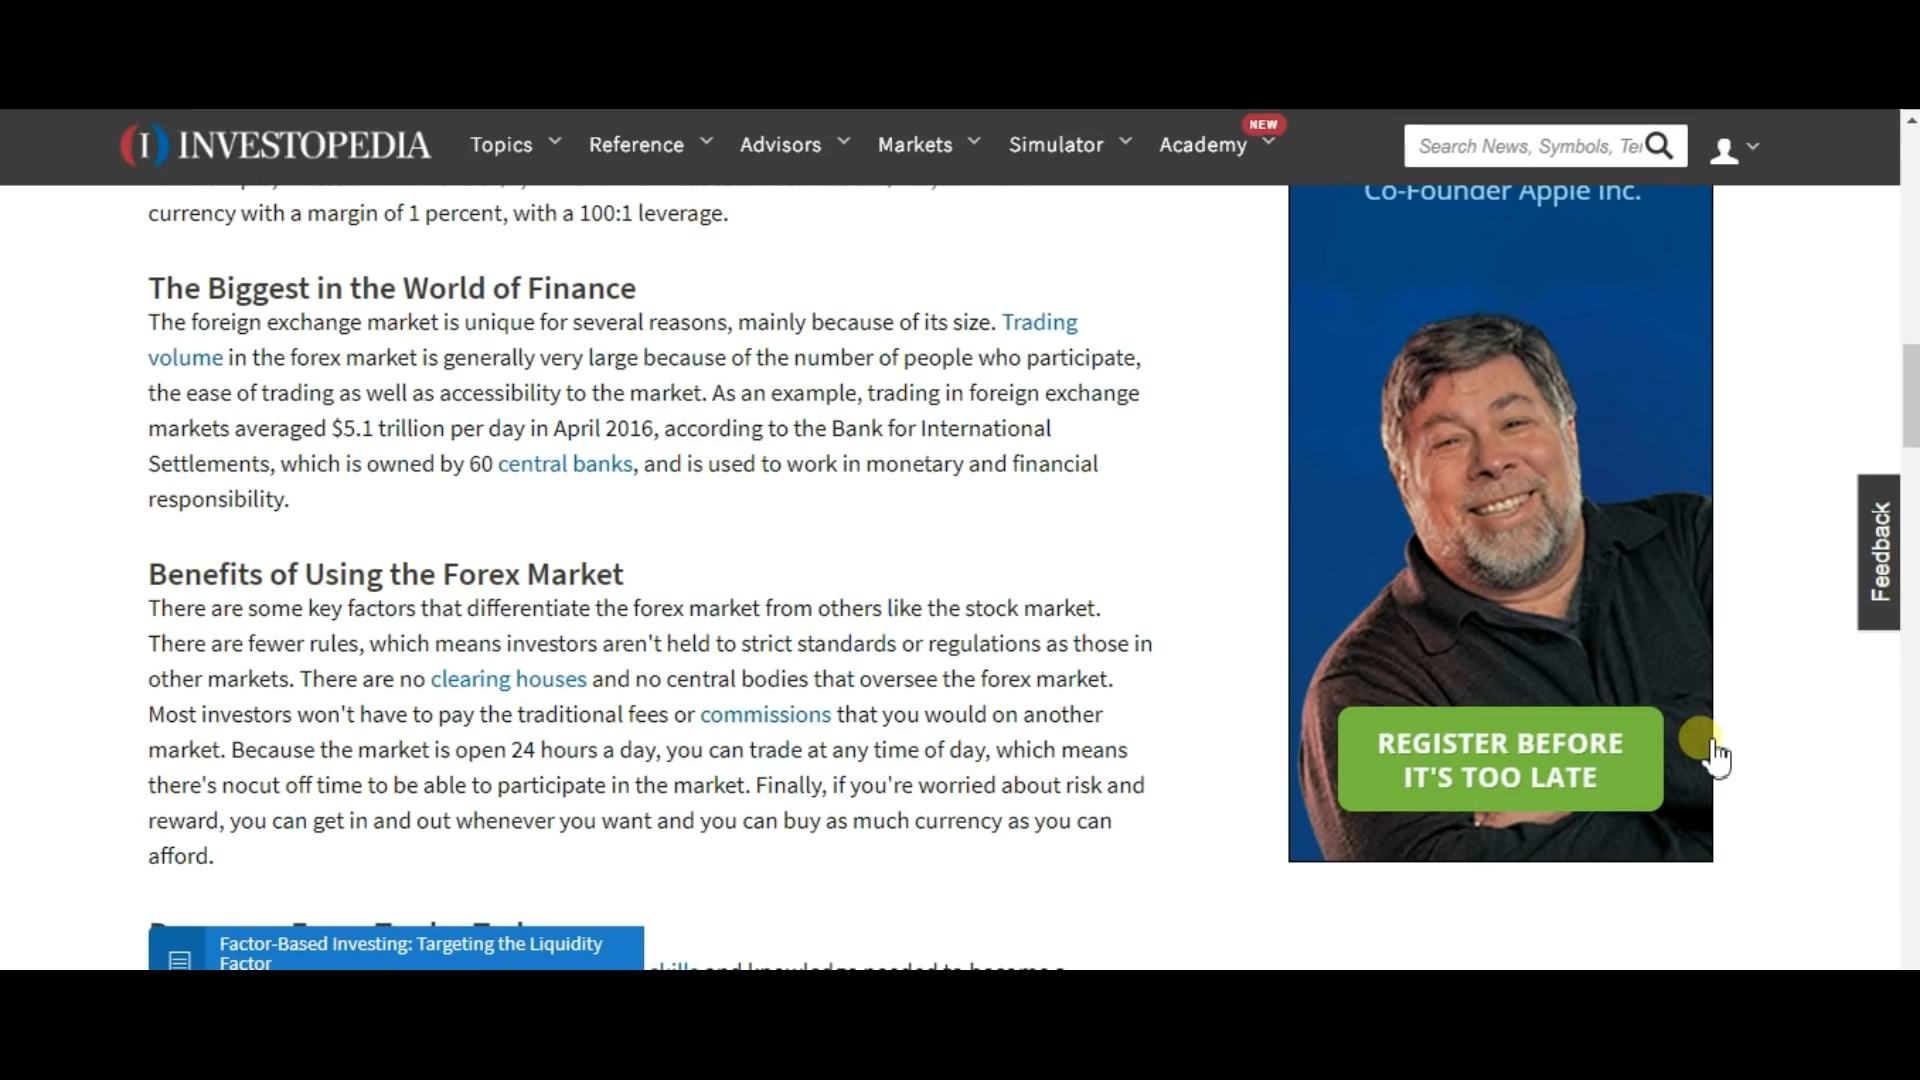 INVESTOPEDIA
Topics
Reference
Advisors
Markets
Simulator
Academy
NEW
Search News, Symbols, Ter
currency with a margin of 1 percent, with a 100:1 leverage.
The Biggest in the World of Finance
The foreign exchange market is unique for several reasons, mainly because of its size. Trading
volume in the forex market is generally very large because of the number of people who participate,
the ease of trading as well as accessibility to the market. As an example, trading in foreign exchange
markets averaged $5.1 trillion per day in April 2016, according to the Bank for International
Settlements, which is owned by 60 central banks, and is used to work in monetary and financial
responsibility.
Benefits of Using the Forex Market
There are some key factors that differentiate the forex market from others like the stock market.
There are fewer rules, which means investors aren't held to strict standards or regulations as those in
other markets. There are no clearing houses and no central bodies that oversee the forex market.
Most investors won't have to pay the traditional fees or commissions that you would on another
market. Because the market is open 24 hours a day, you can trade at any time of day, which means
there's nocut off time to be able to participate in the market. Finally, if you're worried about risk and
reward, you can get in and out whenever you want and you can buy as much currency as you can
afford.
Factor-Based Investing: Targeting the Liquidity
Factor
skills and knowledge needed to become a
Co-Founder Apple Inc.
REGISTER BEFORE
IT'S TOO LATE
Feedback